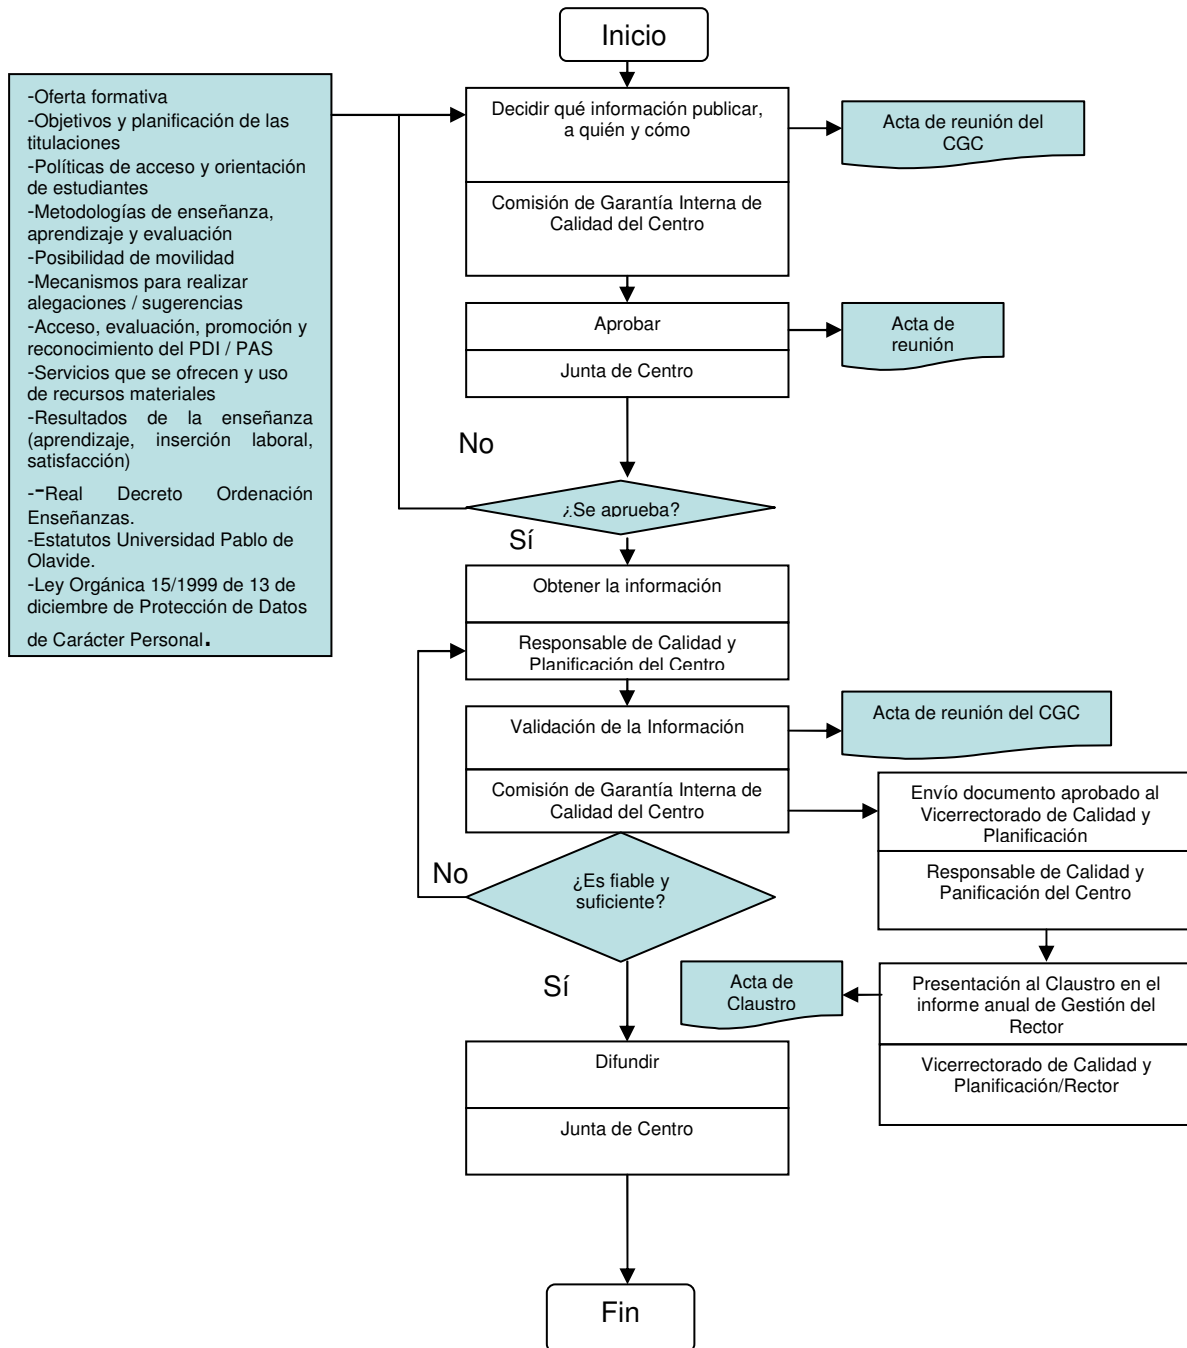 Inicio
-Oferta formativa
-Objetivos y planificación de las
titulaciones
-Políticas de acceso y orientación
de estudiantes
-Metodologías de enseñanza,
aprendizaje y evaluación
-Posibilidad de movilidad
-Mecanismos para realizar
alegaciones / sugerencias
-Acceso, evaluación, promoción y
reconocimiento del PDI / PAS
-Servicios que se ofrecen y uso
de recursos materiales
-Resultados de la enseñanza
(aprendizaje, inserción laboral,
satisfacción)
--Real Decreto Ordenación
Enseñanzas.
-Estatutos Universidad Pablo de
Olavide.
-Ley Orgánica 15/1999 de 13 de
diciembre de Protección de Datos
de Carácter Personal.
Decidir qué información publicar,
a quién y cómo
Comisión de Garantía Interna de
Calidad del Centro
Acta de reunión del
CGC
Aprobar
Junta de Centro
Acta de
reunión
No
¿Se aprueba?
Sí
Obtener la información
Responsable de Calidad y
Planificación del Centro
Validación de la Información
Comisión de Garantía Interna de
Calidad del Centro
Acta de reunión del CGC
Envío documento aprobado al
Vicerrectorado de Calidad y
Planificación
Responsable de Calidad y
Panificación del Centro
No
¿Es fiable y
suficiente?
Sí
Acta de
Claustro
Presentación al Claustro en el
informe anual de Gestión del
Rector
Vicerrectorado de Calidad y
Planificación/Rector
Difundir
Junta de Centro
Fin